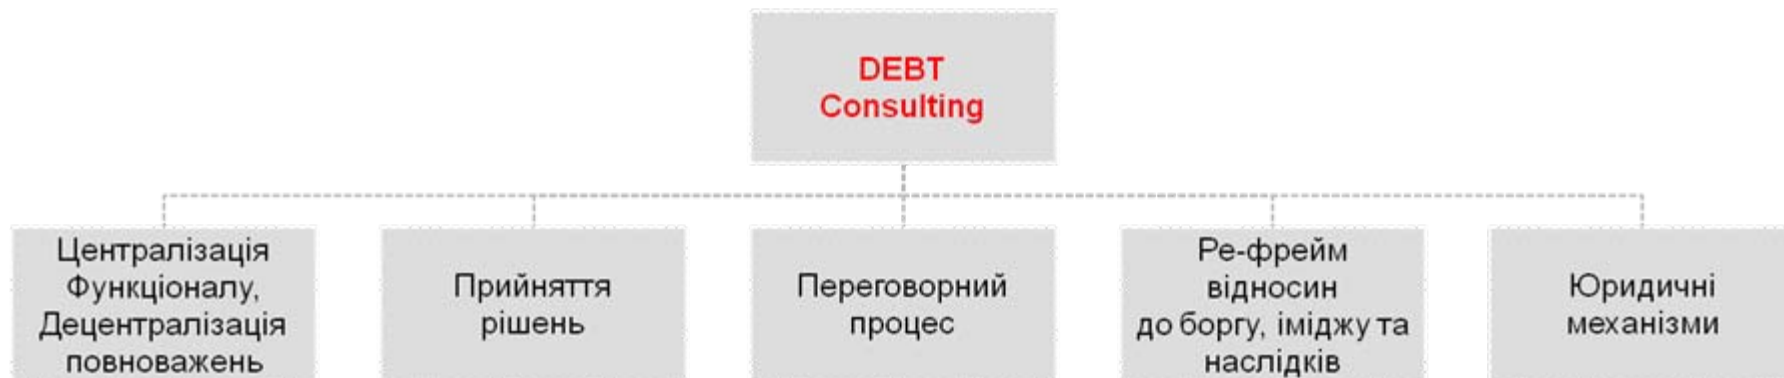 DEBT
Consulting
Централізація
Функціоналу,
Децентралізація
повноважень
Прийняття
рішень
Переговорний
процес
Ре-фрейм
відносин
до боргу, іміджу та
наслідків
Юридичні
механізми